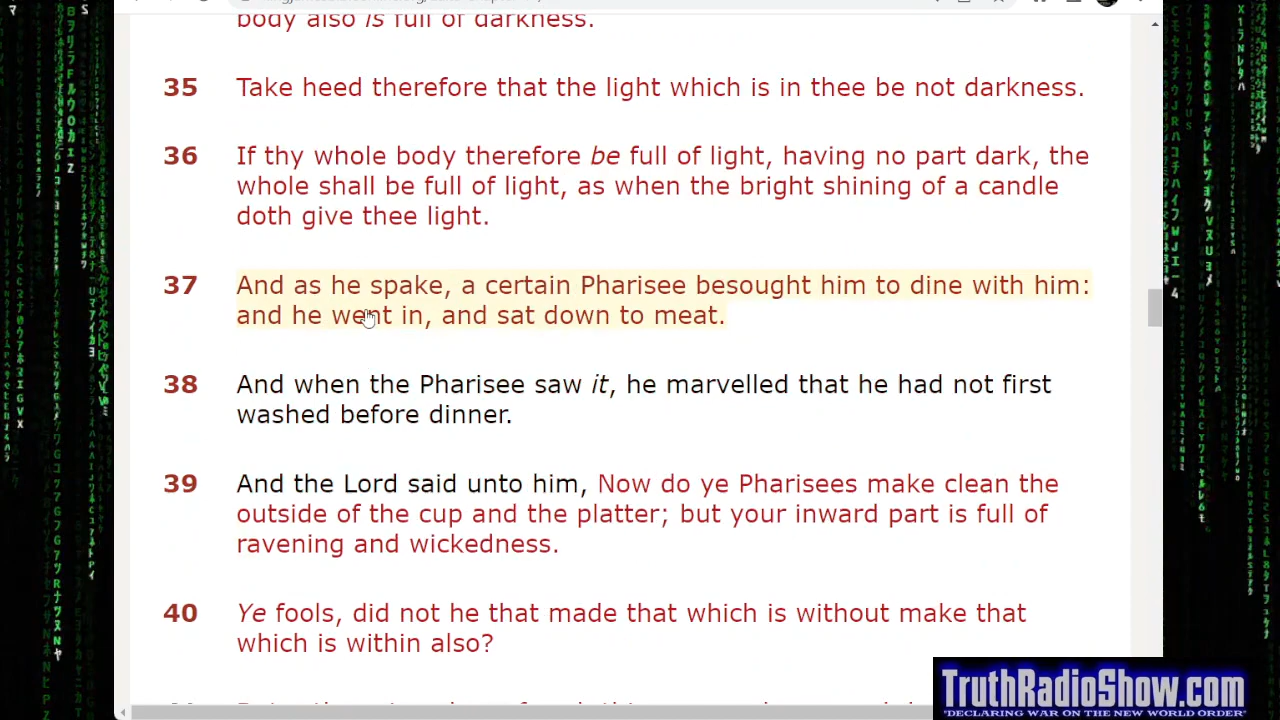 body also is full of darkness.
35 Take heed therefore that the light which is in thee be not darkness.
36 If thy whole body therefore be full of light, having no part dark, the
whole shall be full of light, as when the bright shining of a candle
doth give thee light.
37 And as he spake, a certain Pharisee besought him to dine with him:
and he went in, and sat down to meat.
38 And when the Pharisee saw it, he marvelled that he had not first
washed before dinner.
39 And the Lord said unto him, Now do ye Pharisees make clean the
outside of the cup and the platter; but your inward part is full of
ravening and wickedness.
40 Ye fools, did not he that made that which is without make that
which is within also?
TruthRadioShow.com
"DECLARING WAR ON THE NEW WORLD ORDER"